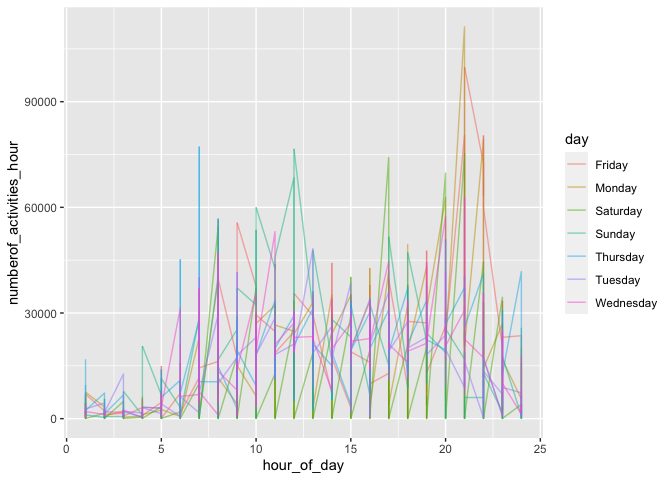 90000
60000
30000
0
numberof_activities_hour
0
5
10
15
20
25
hour_of_day
day
Friday
Monday
Saturday
Sunday
Thursday
Tuesday
Wednesday